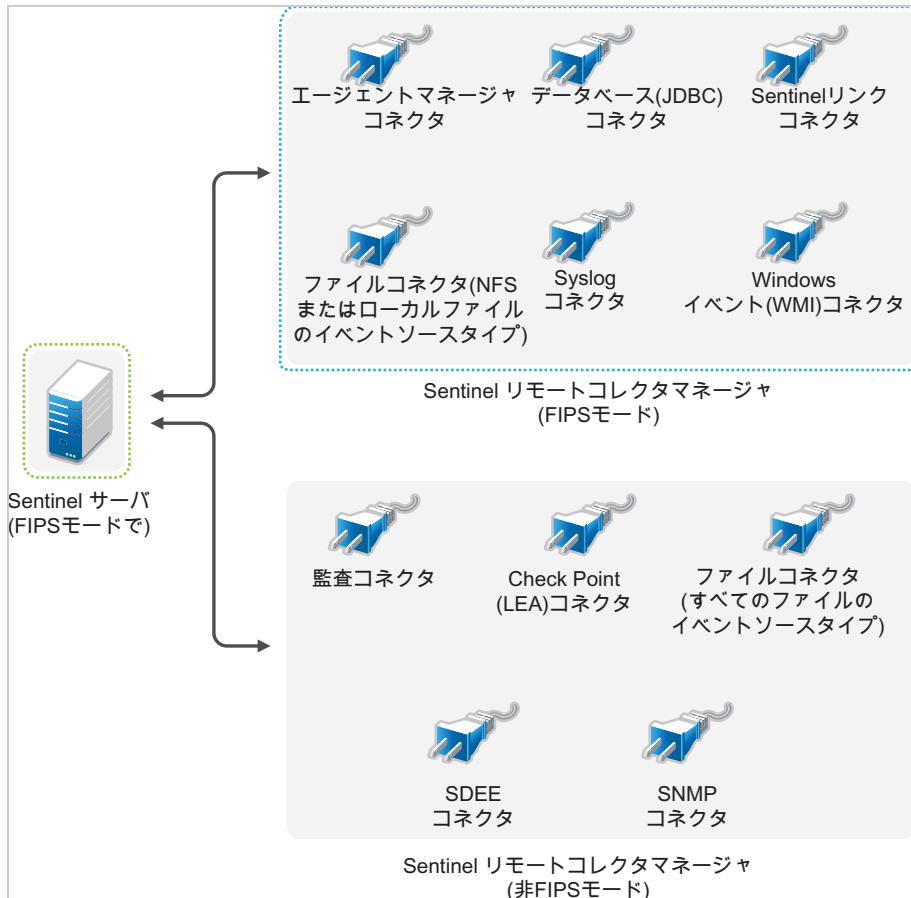 エージェントマネージャ
コネクタ
データベース(JDBC)
コネクタ
Sentinelリンク
コネクタ
ファイルコネクタ(NFS
またはローカルファイル
のイベントソースタイプ)
Syslog
コネクタ
Windows
イベント(WMI)コネクタ
Sentinel リモートコレクタマネージャ
(FIPSモード)
Sentinel サーバ
(FIPSモードで)
監査コネクタ
Check Point
(LEA)コネクタ
ファイルコネクタ
(すべてのファイルの
イベントソースタイプ)
SDEE
コネクタ
SNMP
コネクタ
Sentinel リモートコレクタマネージャ
(非FIPSモード)